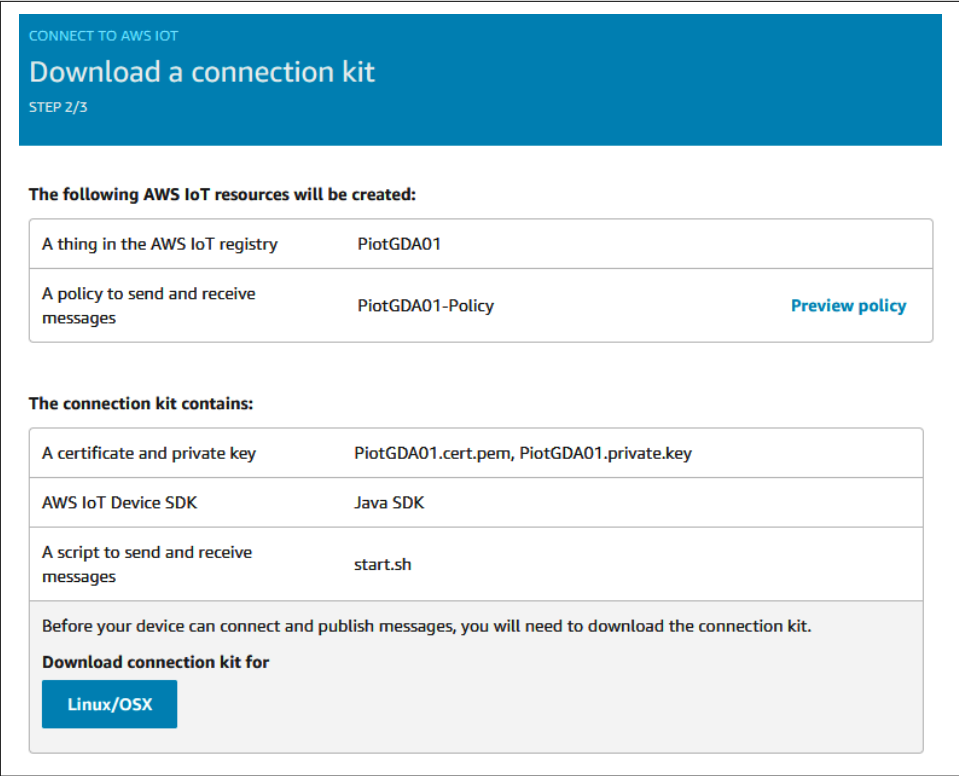 CONNECT TO AWS IOT
Download a connection kit
STEP 2/3
The following AWS IoT resources will be created:
A thing in the AWS IoT registry PiotGDA01
A policy to send and receive
messages
PiotGDA01-Policy
Preview policy
The connection kit contains:
A certificate and private key PiotGDA01.cert.pem, PiotGDA01.private.key
AWS IoT Device SDK Java SDK
A script to send and receive
messages
start.sh
Before your device can connect and publish messages, you will need to download the connection kit.
Download connection kit for
Linux/OSX